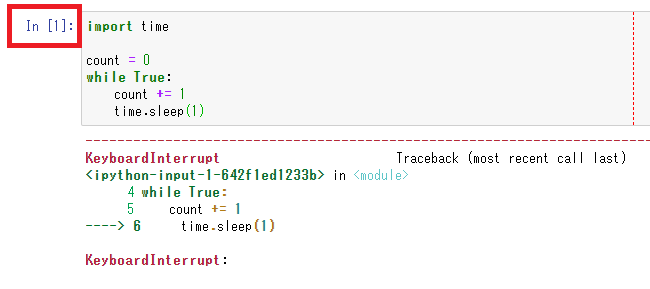 In [1]: import time
count = 0
while True:
    count += 1
    time.sleep(1)
---------------------------------------------------------------------------
KeyboardInterrupt                         Traceback (most recent call last)
<ipython-input-1-642f1ed1233b> in <module>
      4 while True:
      5     count += 1
----> 6     time.sleep(1)
KeyboardInterrupt: